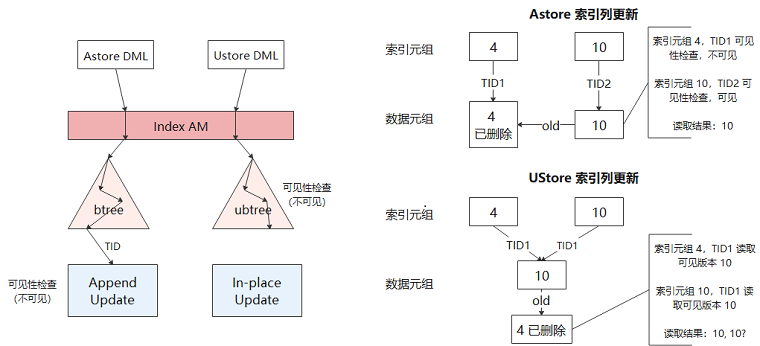 Astore DML
Ustore DML
Index AM
btree
ubtree
可见性检查
(不可见)
TID
可见性检查
(不可见)
Append
Update
In-place
Update
Astore 索引列更新
索引元组
4
10
TID1
TID2
数据元组
4
已删除
old
10
索引元组 4，TID1 可见
性检查，不可见
索引元组 10，TID2 可
见性检查，可见
读取结果：10
UStore 索引列更新
索引元组
4
10
TID1
TID1
数据元组
10
old
4 已删除
索引元组 4，TID1 读取
可见版本 10
索引元组 10，TID1 读
取可见版本 10
读取结果：10, 10?